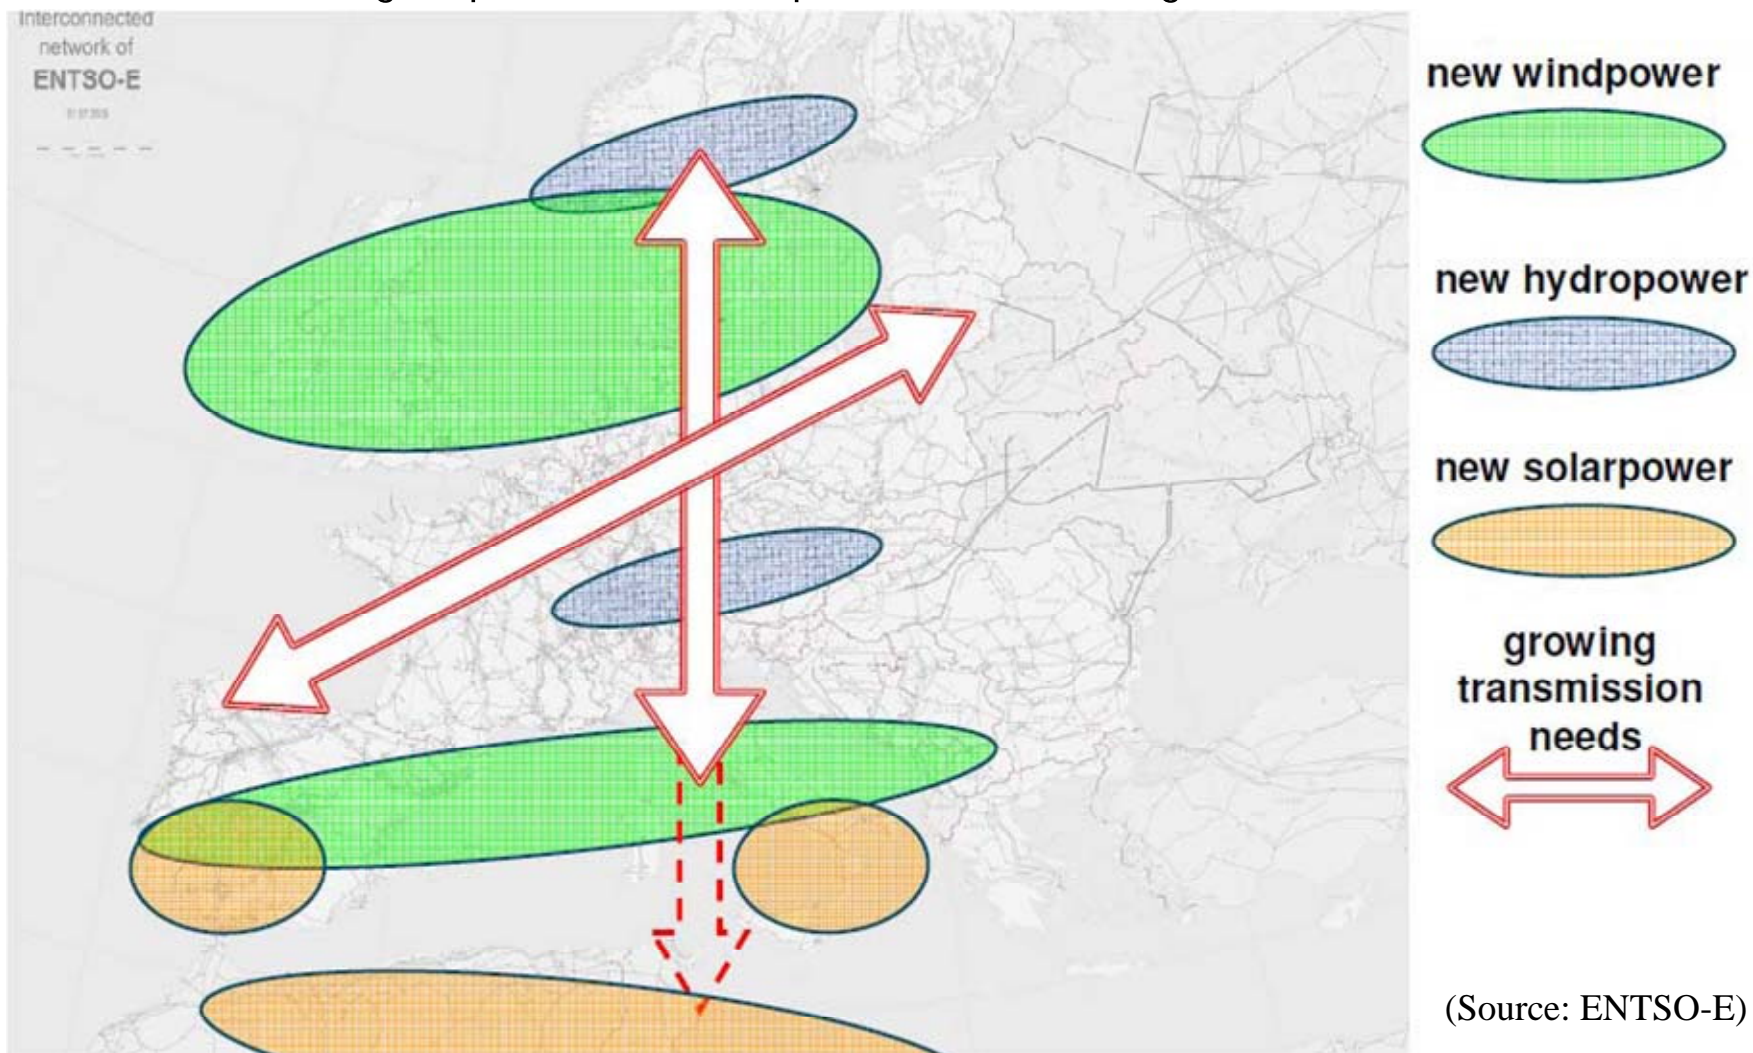 Interconnected
network of
ENTSO-E
new windpower
new hydropower
new solarpower
growing
transmission
needs
(Source: ENTSO-E)